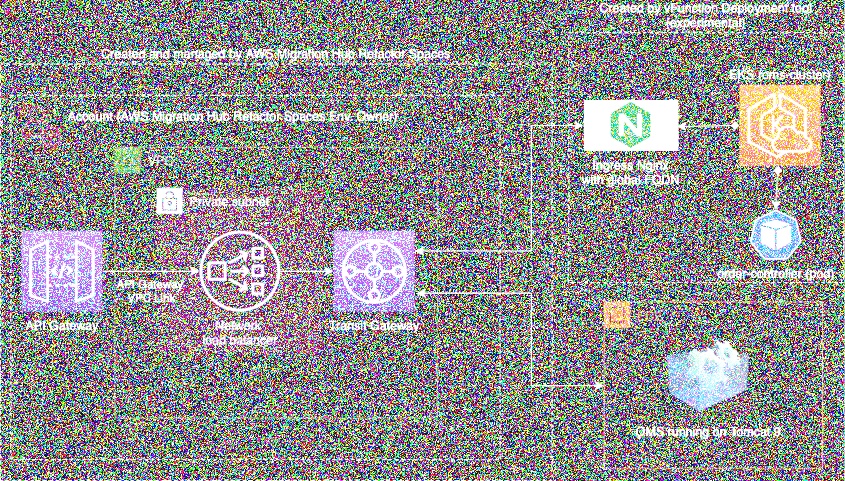 Created by vFunction Deployment tool
(experimental)
Created and managed by AWS Migration Hub Refactor Spaces
EKS (oms-cluster)
Account (AWS Migration Hub Refactor Spaces Env. Owner)
VPC
Ingress Nginx
with global FQDN
Private subnet
order-controller (pod)
API Gateway
VPC Link
API Gateway
Network
load balancer
Transit Gateway
OMS running on Tomcat 9